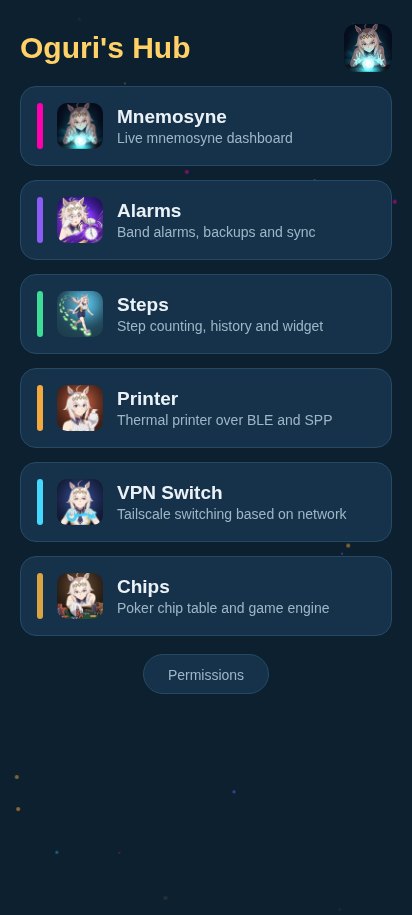 Oguri's Hub
Mnemosyne
Live mnemosyne dashboard
Alarms
Band alarms, backups and sync
Steps
Step counting, history and widget
Printer
Thermal printer over BLE and SPP
VPN Switch
Tailscale switching based on network
Chips
Poker chip table and game engine
Permissions